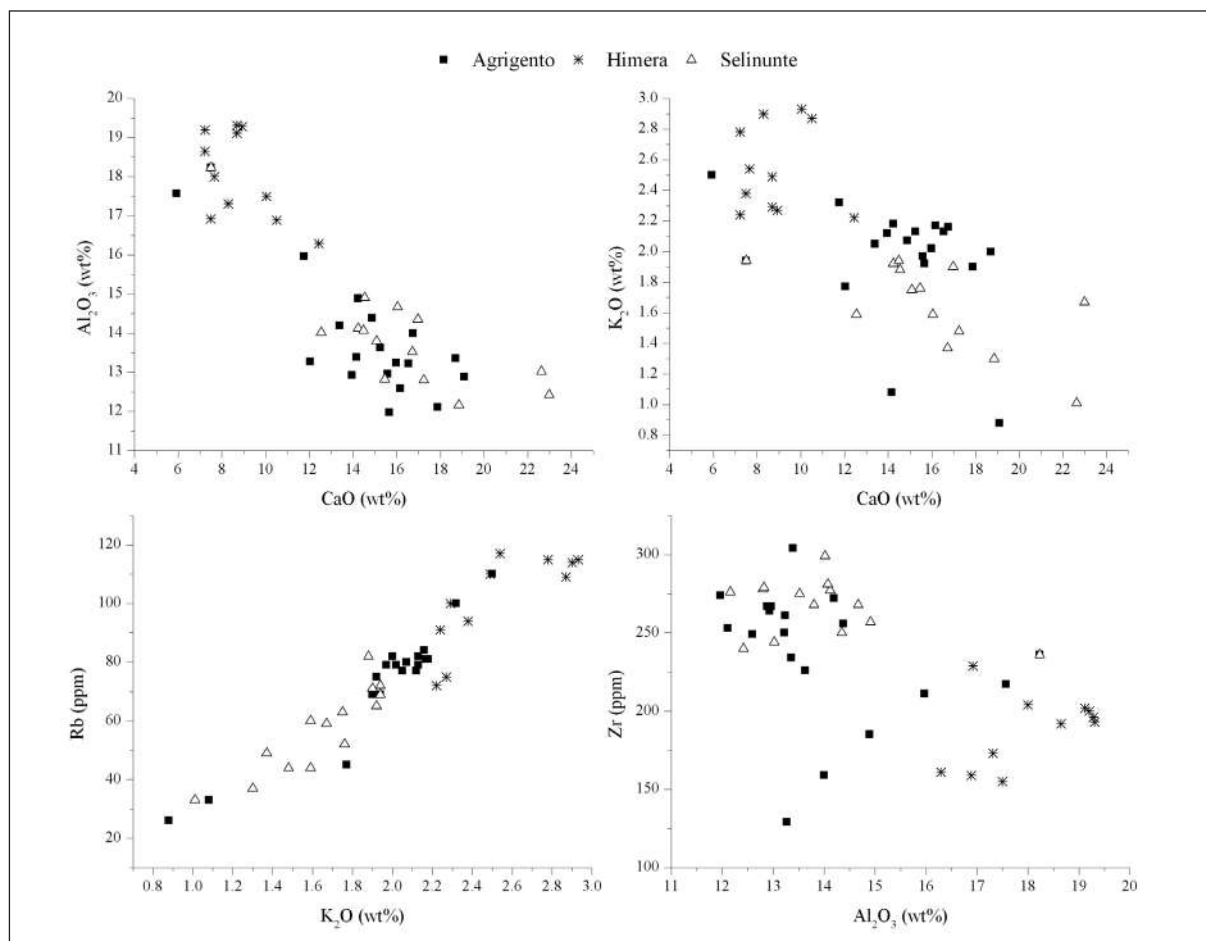 Agrigento Himera Selinunte
20
19
18
17
16
15
14
13
12
11
Al₂O₃ (wt%)
4 6 8 10 12 14 16 18 20 22 24
CaO (wt%)
3.0
2.8
2.6
2.4
2.2
2.0
1.8
1.6
1.4
1.2
1.0
0.8
K₂O (wt%)
4 6 8 10 12 14 16 18 20 22 24
CaO (wt%)
120
100
80
60
40
20
Rb (ppm)
0.8 1.0 1.2 1.4 1.6 1.8 2.0 2.2 2.4 2.6 2.8 3.0
K₂O (wt%)
300
250
200
150
100
Zr (ppm)
11 12 13 14 15 16 17 18 19 20
Al₂O₃ (wt%)